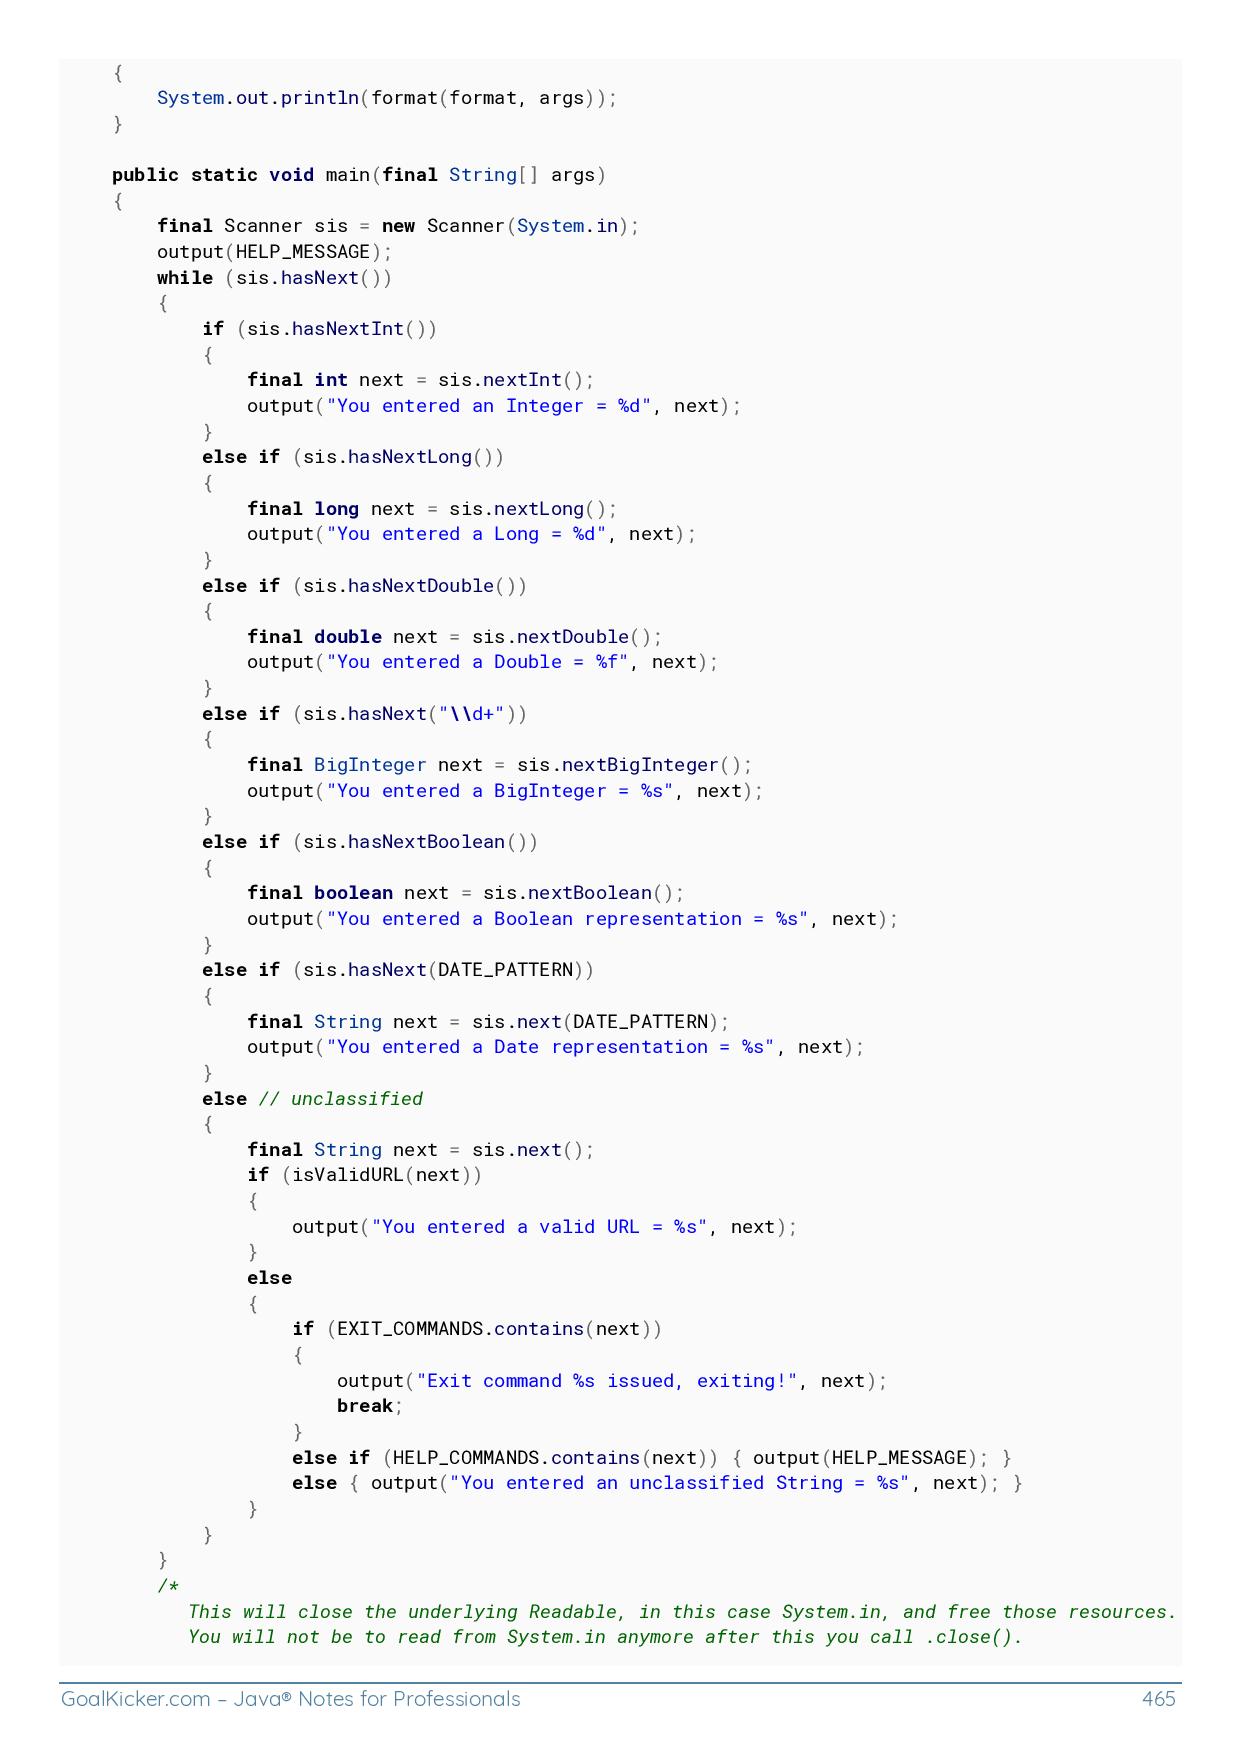 {
System.out.println(format(format, args));
}
public static void main(final String[] args)
{
final Scanner sis = new Scanner(System.in);
output(HELP_MESSAGE);
while (sis.hasNext())
{
if (sis.hasNextInt())
{
final int next = sis.nextInt();
output("You entered an Integer = %d", next);
}
else if (sis.hasNextLong())
{
final long next = sis.nextLong();
output("You entered a Long = %d", next);
}
else if (sis.hasNextDouble())
{
final double next = sis.nextDouble();
output("You entered a Double = %f", next);
}
else if (sis.hasNext("\\d+"))
{
final BigInteger next = sis.nextBigInteger();
output("You entered a BigInteger = %s", next);
}
else if (sis.hasNextBoolean())
{
final boolean next = sis.nextBoolean();
output("You entered a Boolean representation = %s", next);
}
else if (sis.hasNext(DATE_PATTERN))
{
final String next = sis.next(DATE_PATTERN);
output("You entered a Date representation = %s", next);
}
else // unclassified
{
final String next = sis.next();
if (isValidURL(next))
{
output("You entered a valid URL = %s", next);
}
else
{
if (EXIT_COMMANDS.contains(next))
{
output("Exit command %s issued, exiting!", next);
break;
}
else if (HELP_COMMANDS.contains(next)) { output(HELP_MESSAGE); }
else { output("You entered an unclassified String = %s", next); }
}
}
}
/*
This will close the underlying Readable, in this case System.in, and free those resources.
You will not be to read from System.in anymore after this you call .close().
GoalKicker.com – Java® Notes for Professionals 465